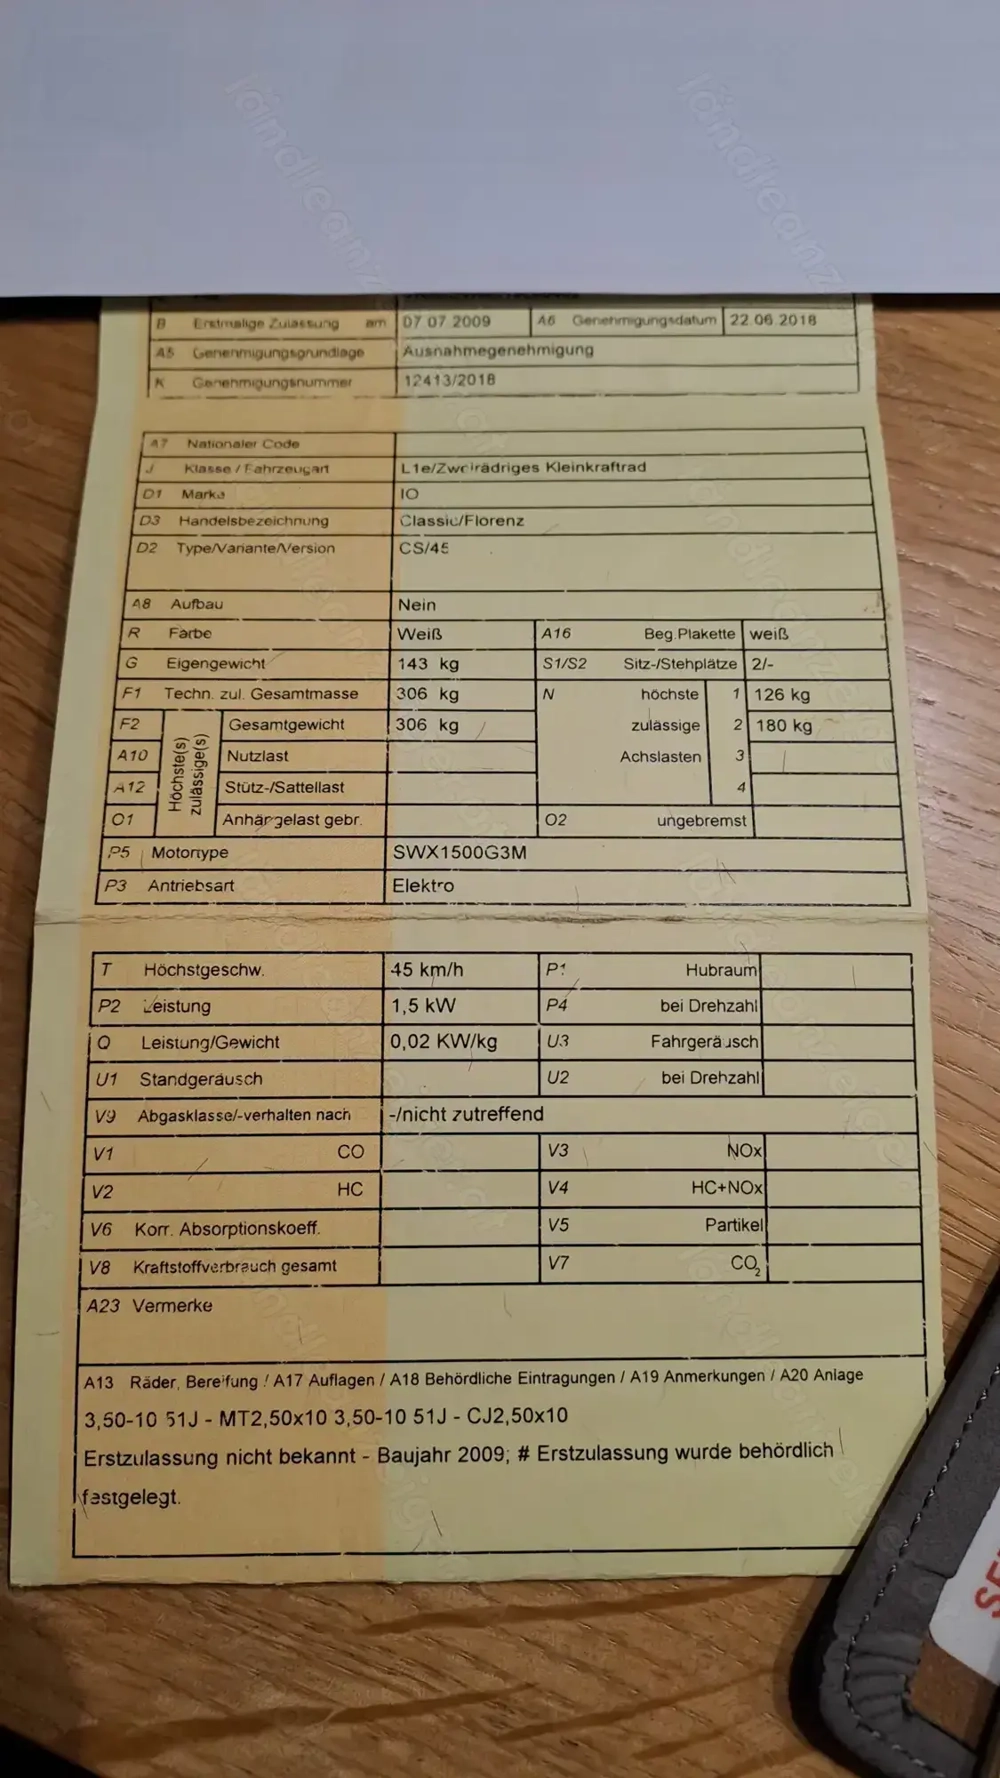 B Erstmalige Zulassung am 07.07.2009 A6 Genehmigungsdatum 22.06.2018
A5 Genehmigungsgrundlage Ausnahmegenehmigung
K Genehmigungsnummer 12413/2018
A7 Nationaler Code
J Klasse / Fahrzeugart L1e/Zweirädriges Kleinkraftrad
D1 Marke IO
D3 Handelsbezeichnung Classic/Florenz
D2 Type/Variante/Version CS/45
A8 Aufbau Nein
R Farbe Weiß A16 Beg.Plakette weiß
G Eigengewicht 143 kg S1/S2 Sitz-/Stehplätze 2/-
F1 Techn. zul. Gesamtmasse 306 kg N höchste 1 126 kg
F2 Höchste(s) zulässige(s) Gesamtgewicht 306 kg zulässige 2 180 kg
A10 Nutzlast Achslasten 3
A12 Stütz-/Sattellast 4
O1 Anhängelast gebr. O2 ungebremst
P5 Motortype SWX1500G3M
P3 Antriebsart Elektro
T Höchstgeschw. 45 km/h P1 Hubraum
P2 Leistung 1,5 kW P4 bei Drehzahl
Q Leistung/Gewicht 0,02 KW/kg U3 Fahrgeräusch
U1 Standgeräusch U2 bei Drehzahl
V9 Abgasklasse/-verhalten nach -/nicht zutreffend
V1 CO V3 NOx
V2 HC V4 HC+NOx
V6 Korr. Absorptionskoeff. V5 Partikel
V8 Kraftstoffverbrauch gesamt V7 CO2
A23 Vermerke
A13 Räder, Bereifung / A17 Auflagen / A18 Behördliche Eintragungen / A19 Anmerkungen / A20 Anlage
3,50-10 51J - MT2,50x10 3,50-10 51J - CJ2,50x10
Erstzulassung nicht bekannt - Baujahr 2009; # Erstzulassung wurde behördlich
festgelegt.